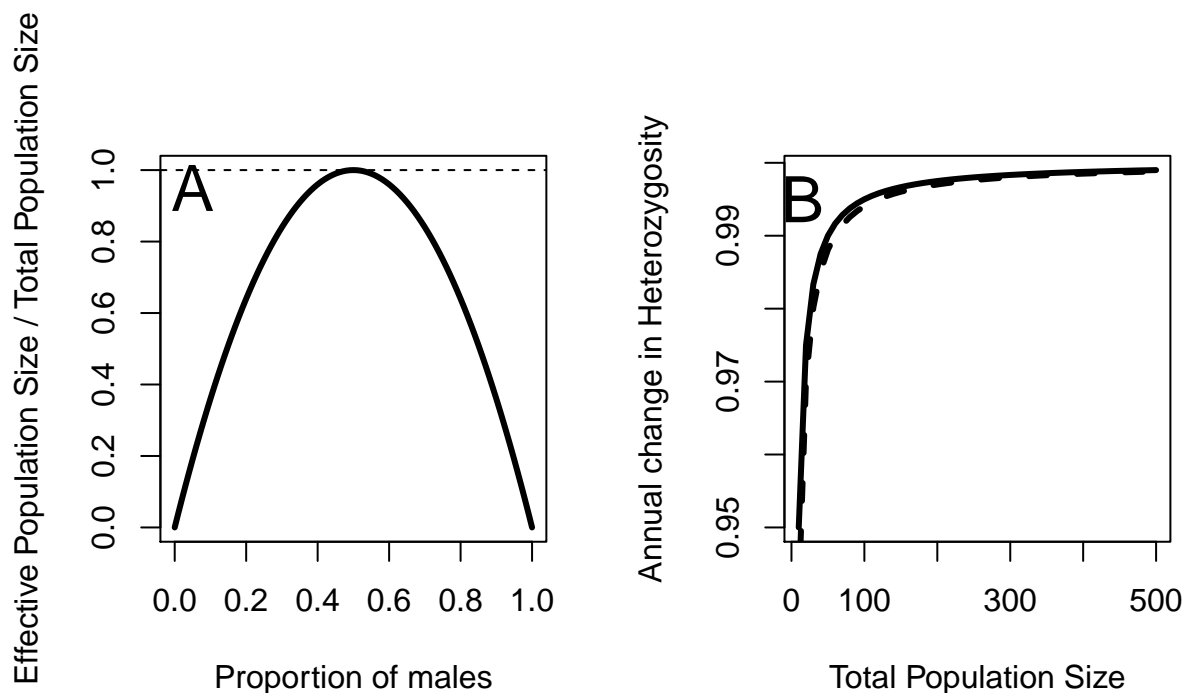 Effective Population Size / Total Population Size
1.0
0.8
0.6
0.4
0.2
0.0
A
0.0 0.2 0.4 0.6 0.8 1.0
Proportion of males
Annual change in Heterozygosity
0.99
0.97
0.95
B
0 100 300 500
Total Population Size